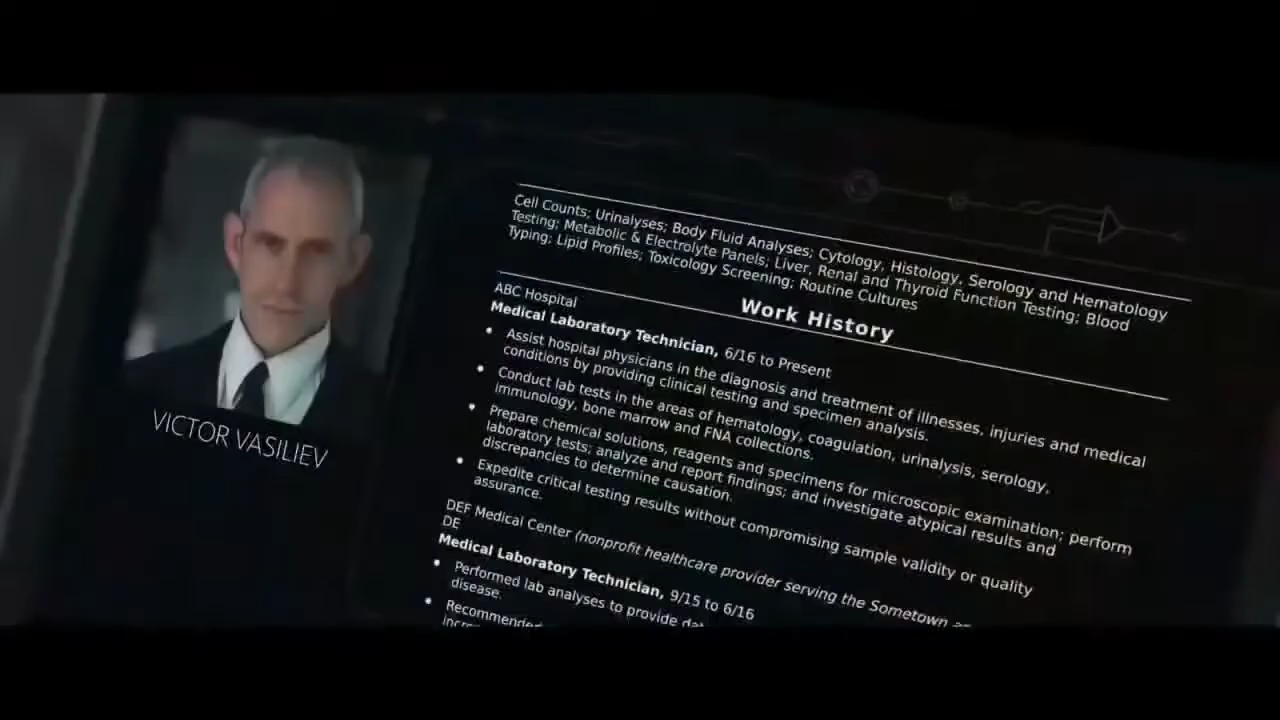 VICTOR VASILIEV
Cell Counts; Urinalyses; Body Fluid Analyses; Cytology, Histology, Serology and Hematology
Testing; Metabolic & Electrolyte Panels; Liver, Renal and Thyroid Function Testing; Blood
Typing; Lipid Profiles; Toxicology Screening; Routine Cultures
Work History
ABC Hospital
Medical Laboratory Technician, 6/16 to Present
• Assist hospital physicians in the diagnosis and treatment of illnesses, injuries and medical
conditions by providing clinical testing and specimen analysis.
• Conduct lab tests in the areas of hematology, coagulation, urinalysis, serology,
immunology, bone marrow and FNA collections.
• Prepare chemical solutions, reagents and specimens for microscopic examination; perform
laboratory tests; analyze and report findings; and investigate atypical results and
discrepancies to determine causation.
• Expedite critical testing results without compromising sample validity or quality
assurance.
DEF Medical Center (nonprofit healthcare provider serving the Sometown
DE
Medical Laboratory Technician, 9/15 to 6/16
• Performed lab analyses to provide
disease.
• Recommended